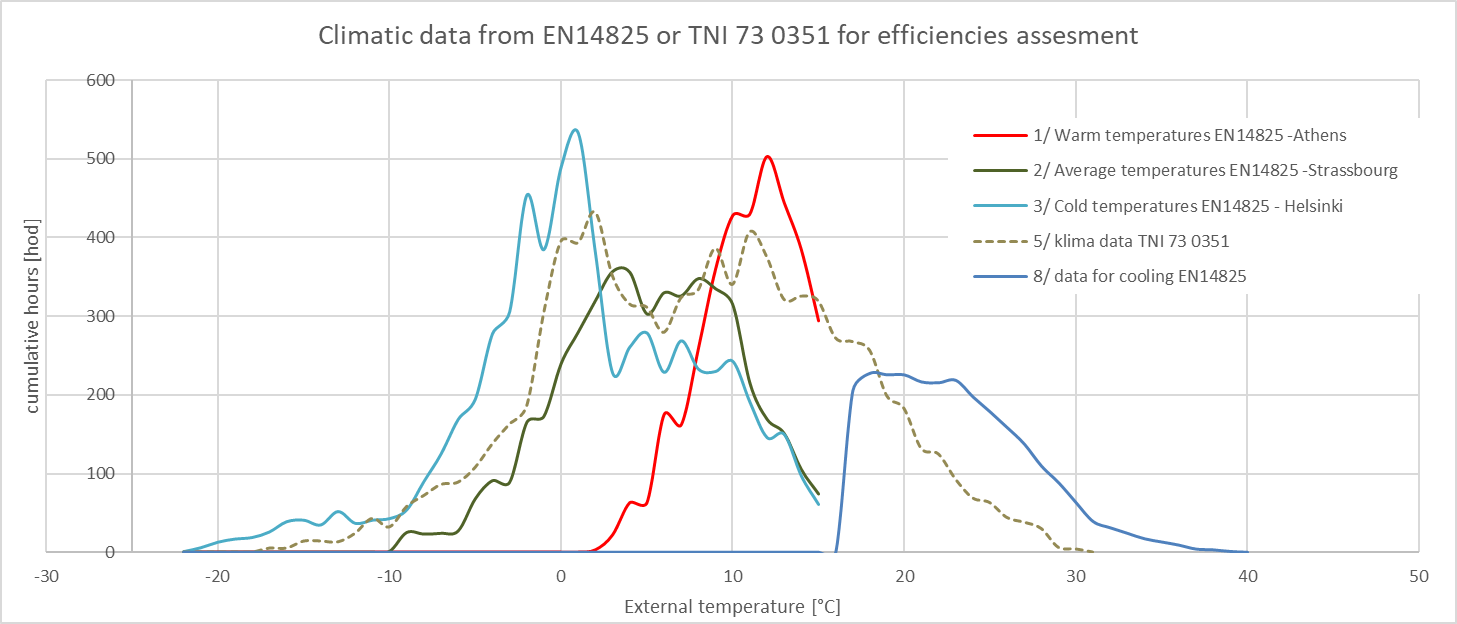 Climatic data from EN14825 or TNI 73 0351 for efficiencies assesment
cumulative hours [hod]
600
500
400
300
200
100
0
1/ Warm temperatures EN14825 -Athens
2/ Average temperatures EN14825 -Strassbourg
3/ Cold temperatures EN14825 - Helsinki
5/ klima data TNI 73 0351
8/ data for cooling EN14825
-30 -20 -10 0 10 20 30 40 50
External temperature [°C]